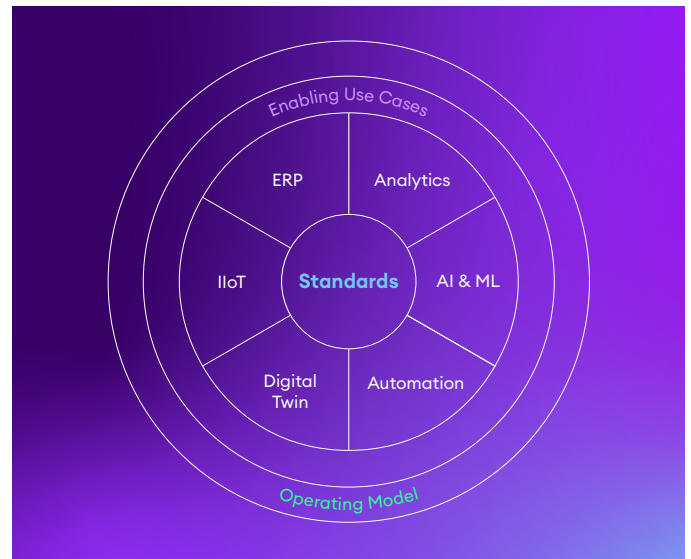 Enabling Use Cases
ERP
Analytics
IIoT
Standards
AI & ML
Digital
Twin
Automation
Operating Model